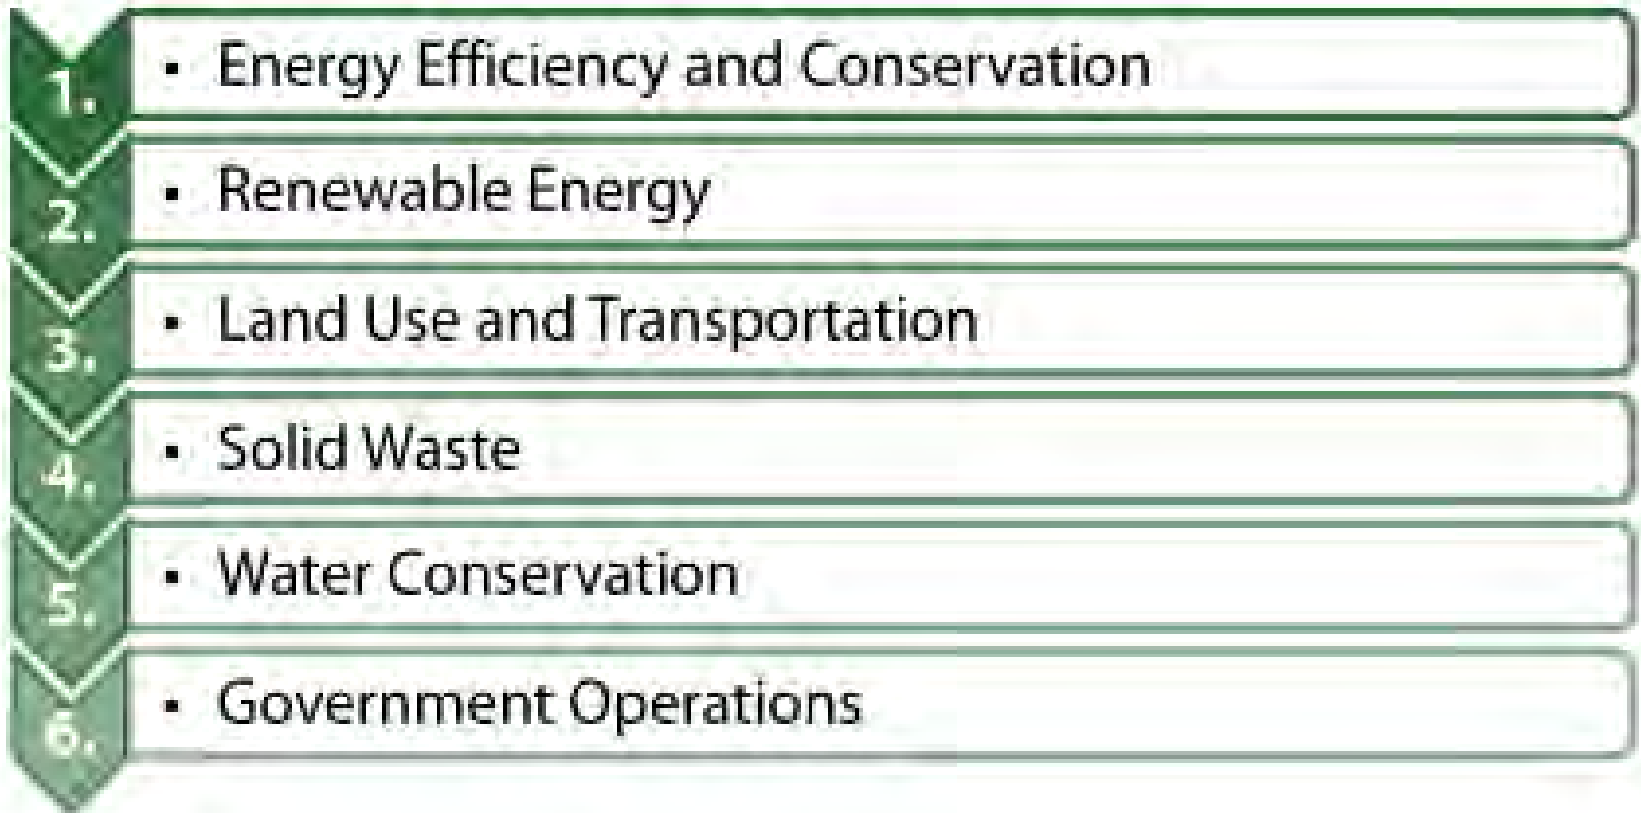 1. • Energy Efficiency and Conservation
2. • Renewable Energy
3. • Land Use and Transportation
4. • Solid Waste
5. • Water Conservation
6. • Government Operations